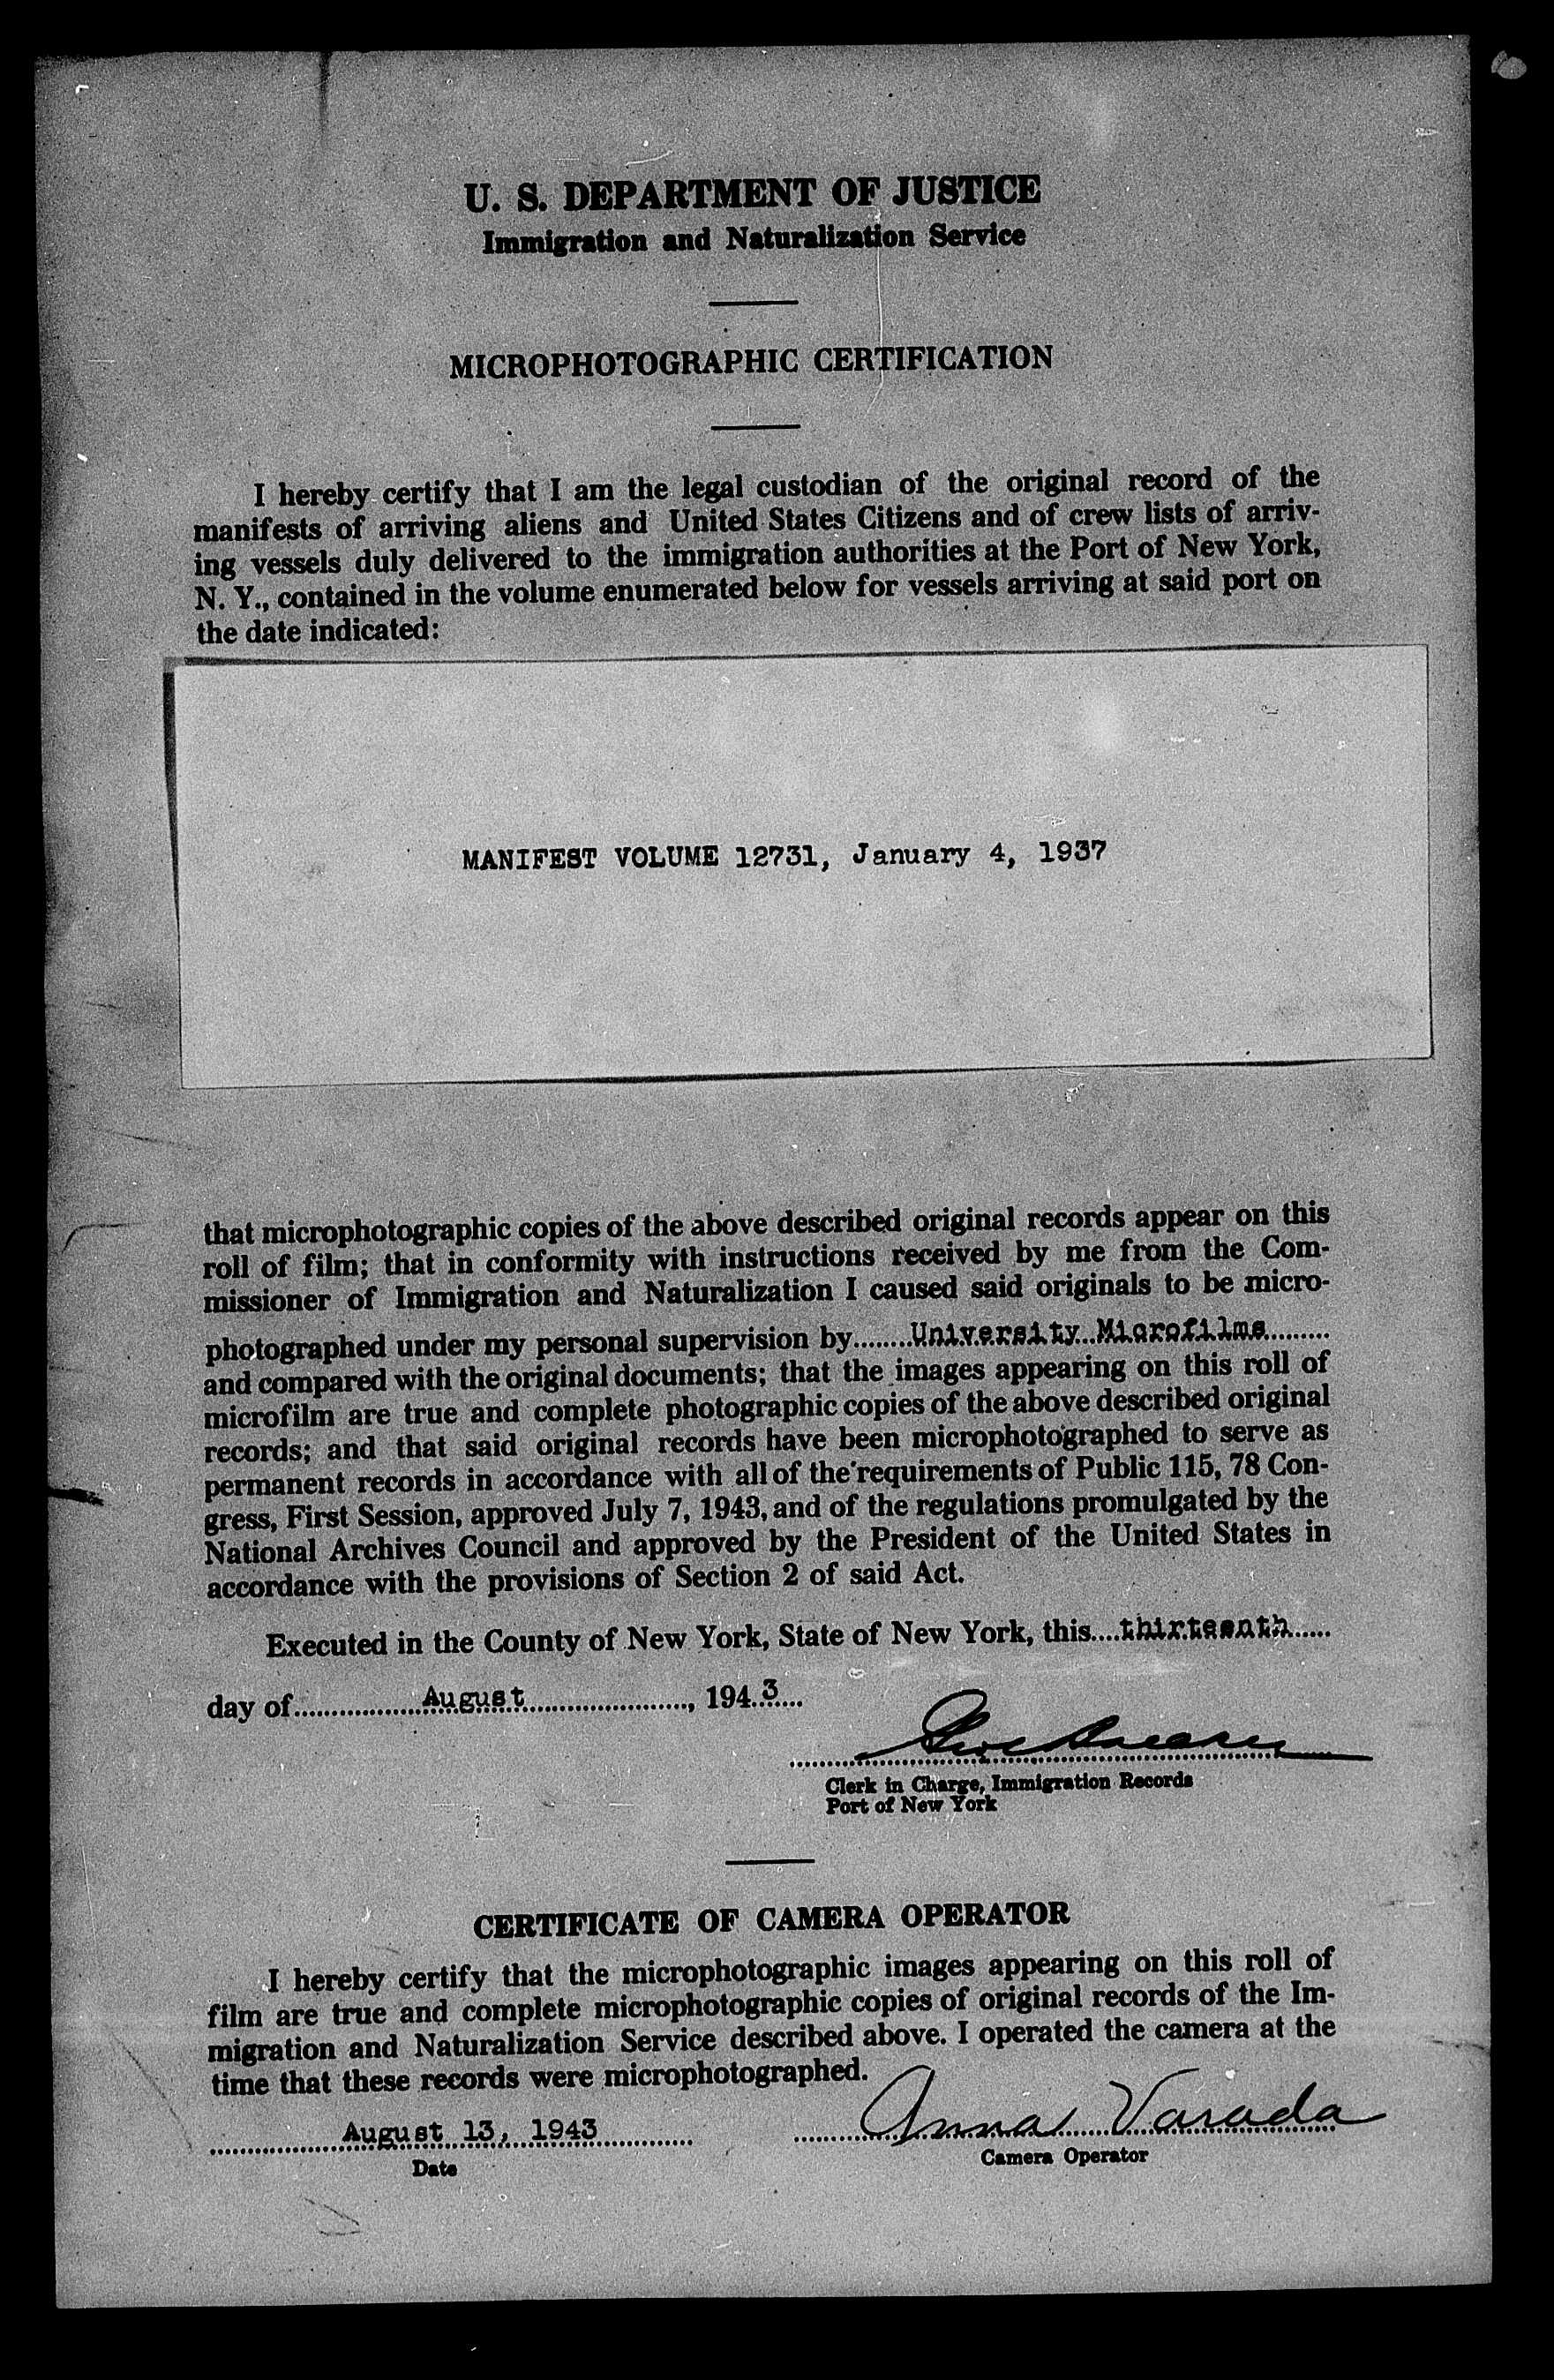 U. S. DEPARTMENT OF JUSTICE
Immigration and Naturalization Service
MICROPHOTOGRAPHIC CERTIFICATION
I hereby certify that I am the legal custodian of the original record of the
manifests of arriving aliens and United States Citizens and of crew lists of arriv-
ing vessels duly delivered to the immigration authorities at the Port of New York,
N. Y., contained in the volume enumerated below for vessels arriving at said port on
the date indicated:
MANIFEST VOLUME 12731, January 4, 1937
that microphotographic copies of the above described original records appear on this
roll of film; that in conformity with instructions received by me from the Com-
missioner of Immigration and Naturalization I caused said originals to be micro-
photographed under my personal supervision by........University Microfilms.........
and compared with the original documents; that the images appearing on this roll of
microfilm are true and complete photographic copies of the above described original
records; and that said original records have been microphotographed to serve as
permanent records in accordance with all of the requirements of Public 115, 78 Con-
gress, First Session, approved July 7, 1943, and of the regulations promulgated by the
National Archives Council and approved by the President of the United States in
accordance with the provisions of Section 2 of said Act.
Executed in the County of New York, State of New York, this....thirteenth......
day of..................August........................, 194..3....
Clerk in Charge, Immigration Records
Port of New York
CERTIFICATE OF CAMERA OPERATOR
I hereby certify that the microphotographic images appearing on this roll of
film are true and complete microphotographic copies of original records of the Im-
migration and Naturalization Service described above. I operated the camera at the
time that these records were microphotographed.
August 13, 1943 Anna Varada
Date Camera Operator